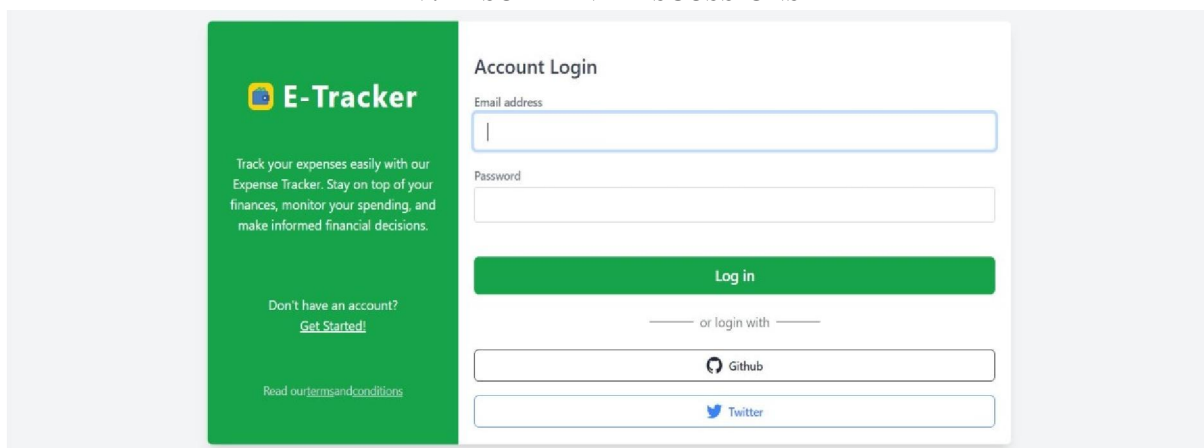 E-Tracker
Track your expenses easily with our
Expense Tracker. Stay on top of your
finances, monitor your spending, and
make informed financial decisions.
Don't have an account?
Get Started!
Read ourtermsandconditions
Account Login
Email address
Password
Log in
or login with
Github
Twitter